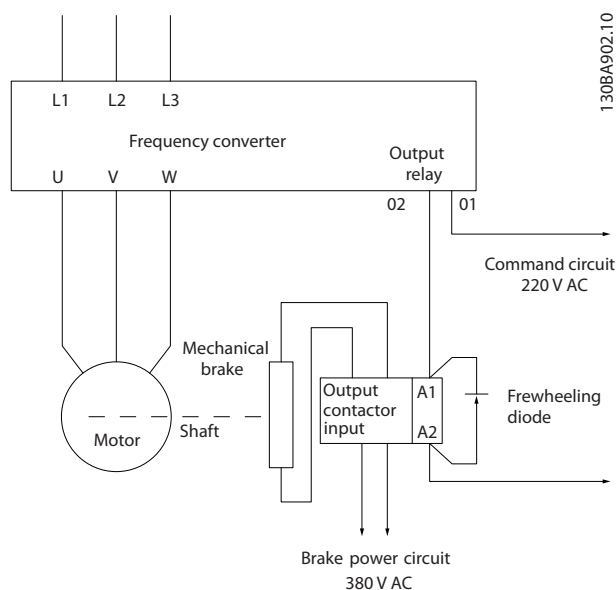 130BA902.10
L1 L2 L3
Frequency converter
Output
relay
U V W
02 01
Command circuit
220 V AC
Mechanical
brake
Output
contactor
input
A1
A2
Frewheeling
diode
Motor
Shaft
Brake power circuit
380 V AC